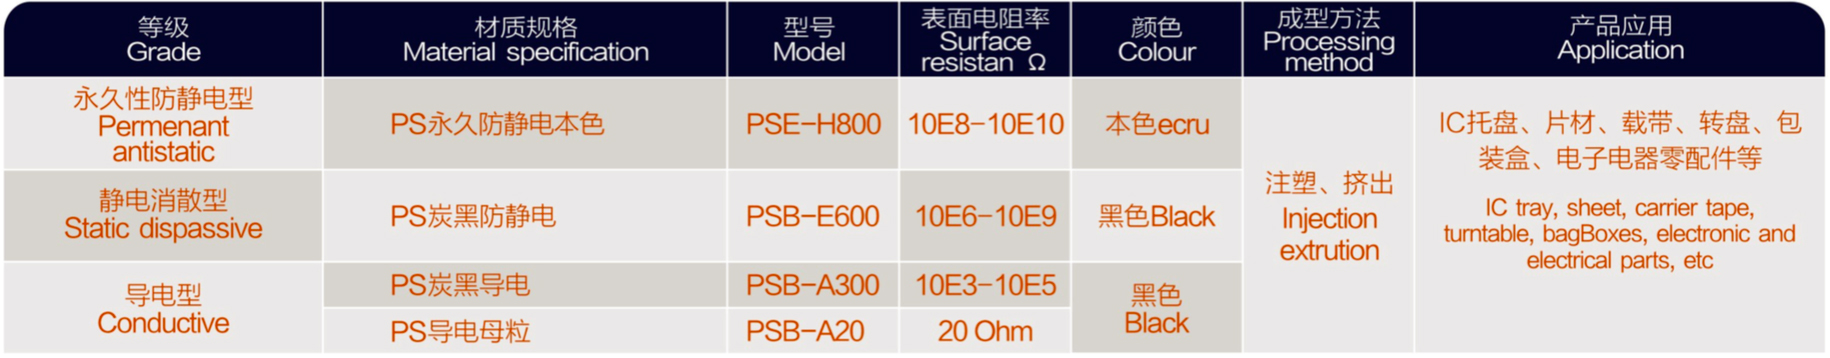 等级
Grade
材质规格
Material specification
型号
Model
表面电阻率
Surface
resistan Ω
颜色
Colour
成型方法
Processing
method
产品应用
Application
永久性防静电型
Permenant
antistatic
PS永久防静电本色
PSE-H800
10E8-10E10
本色ecru
静电消散型
Static dispassive
PS炭黑防静电
PSB-E600
10E6-10E9
黑色Black
导电型
Conductive
PS炭黑导电
PSB-A300
10E3-10E5
PS导电母粒
PSB-A20
20 Ohm
黑色
Black
注塑、挤出
Injection
extrution
IC托盘、片材、载带、转盘、包
装盒、电子电器零配件等
IC tray, sheet, carrier tape,
turntable, bagBoxes, electronic and
electrical parts, etc